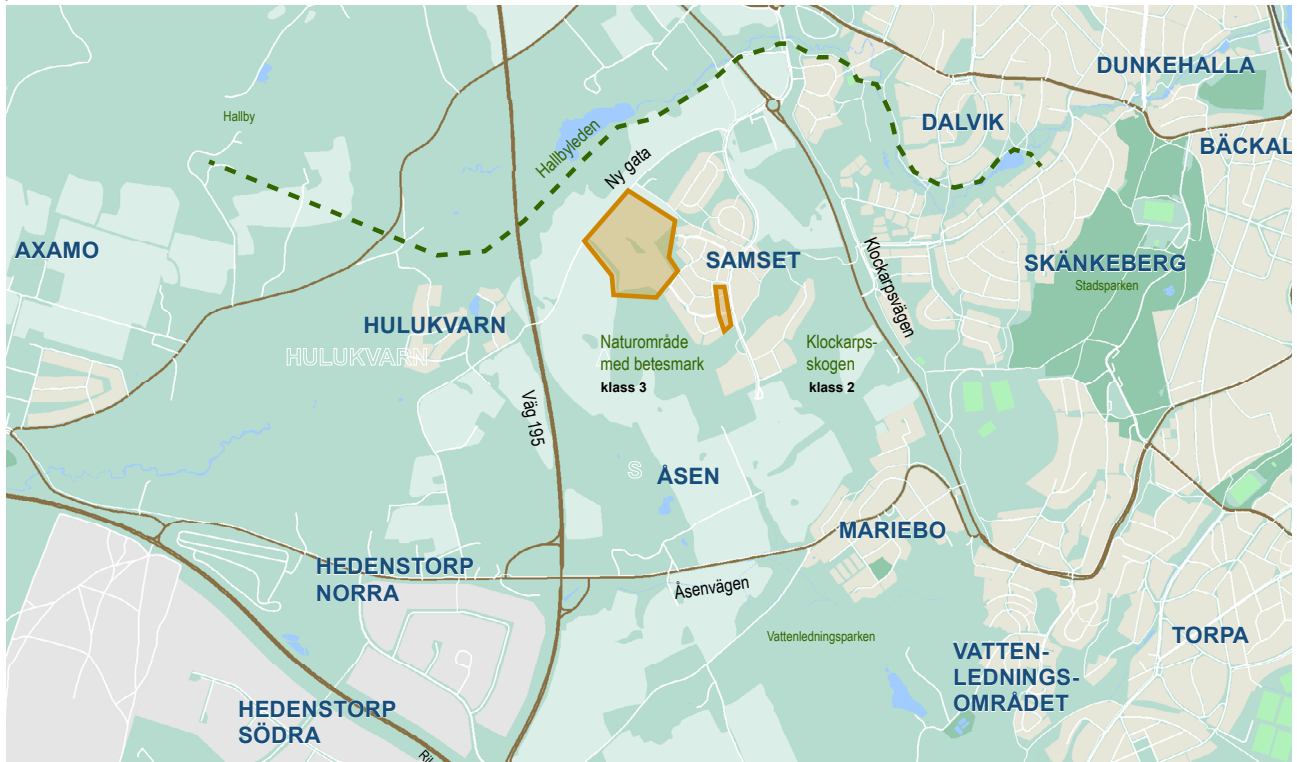 DUNKEHALLA
Hallby
DALVIK
BÄCKAL
Hallbyleden
Ny gata
AXAMO
SAMSET
Klockarpsvägen
SKÄNKEBERG
Stadsparken
HULUKVARN
HULUKVARN
Naturområde
med betesmark
klass 3
Klockarps-
skogen
klass 2
Väg 195
S
ÅSEN
MARIEBO
HEDENSTORP
NORRA
Åsenvägen
Vattenledningsparken
TORPA
VATTEN-
LEDNINGS-
OMRÅDET
HEDENSTORP
SÖDRA